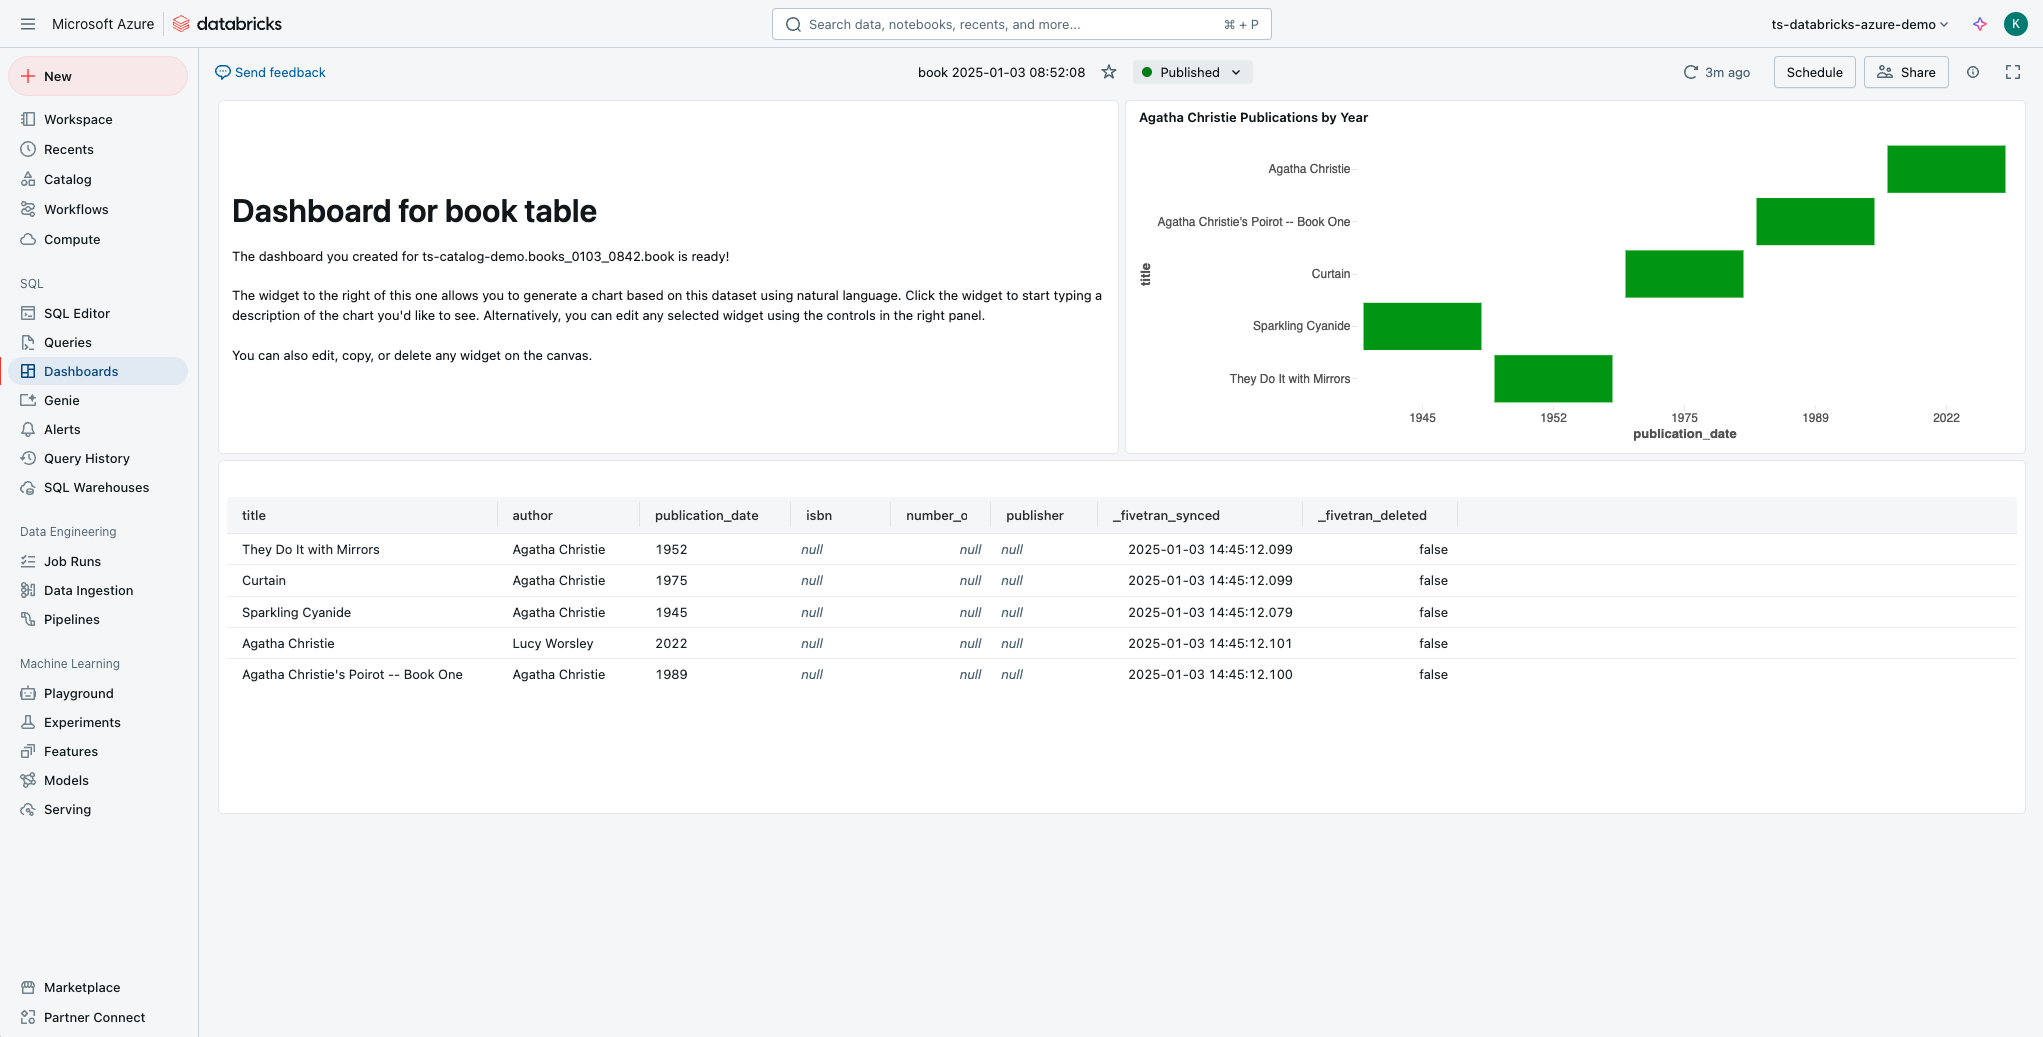 Microsoft Azure databricks
Search data, notebooks, recents, and more... ⌘ + P
ts-databricks-azure-demo
K
New
Workspace
Recents
Catalog
Workflows
Compute
SQL
SQL Editor
Queries
Dashboards
Genie
Alerts
Query History
SQL Warehouses
Data Engineering
Job Runs
Data Ingestion
Pipelines
Machine Learning
Playground
Experiments
Features
Models
Serving
Marketplace
Partner Connect
Send feedback
book 2025-01-03 08:52:08
Published
3m ago
Schedule
Share
Dashboard for book table
The dashboard you created for ts-catalog-demo.books_0103_0842.book is ready!
The widget to the right of this one allows you to generate a chart based on this dataset using natural language. Click the widget to start typing a
description of the chart you'd like to see. Alternatively, you can edit any selected widget using the controls in the right panel.
You can also edit, copy, or delete any widget on the canvas.
Agatha Christie Publications by Year
title
Agatha Christie
Agatha Christie's Poirot -- Book One
Curtain
Sparkling Cyanide
They Do It with Mirrors
1945 1952 1975 1989 2022
publication_date
title author publication_date isbn number_o publisher _fivetran_synced _fivetran_deleted
They Do It with Mirrors Agatha Christie 1952 null null null 2025-01-03 14:45:12.099 false
Curtain Agatha Christie 1975 null null null 2025-01-03 14:45:12.099 false
Sparkling Cyanide Agatha Christie 1945 null null null 2025-01-03 14:45:12.079 false
Agatha Christie Lucy Worsley 2022 null null null 2025-01-03 14:45:12.101 false
Agatha Christie's Poirot -- Book One Agatha Christie 1989 null null null 2025-01-03 14:45:12.100 false